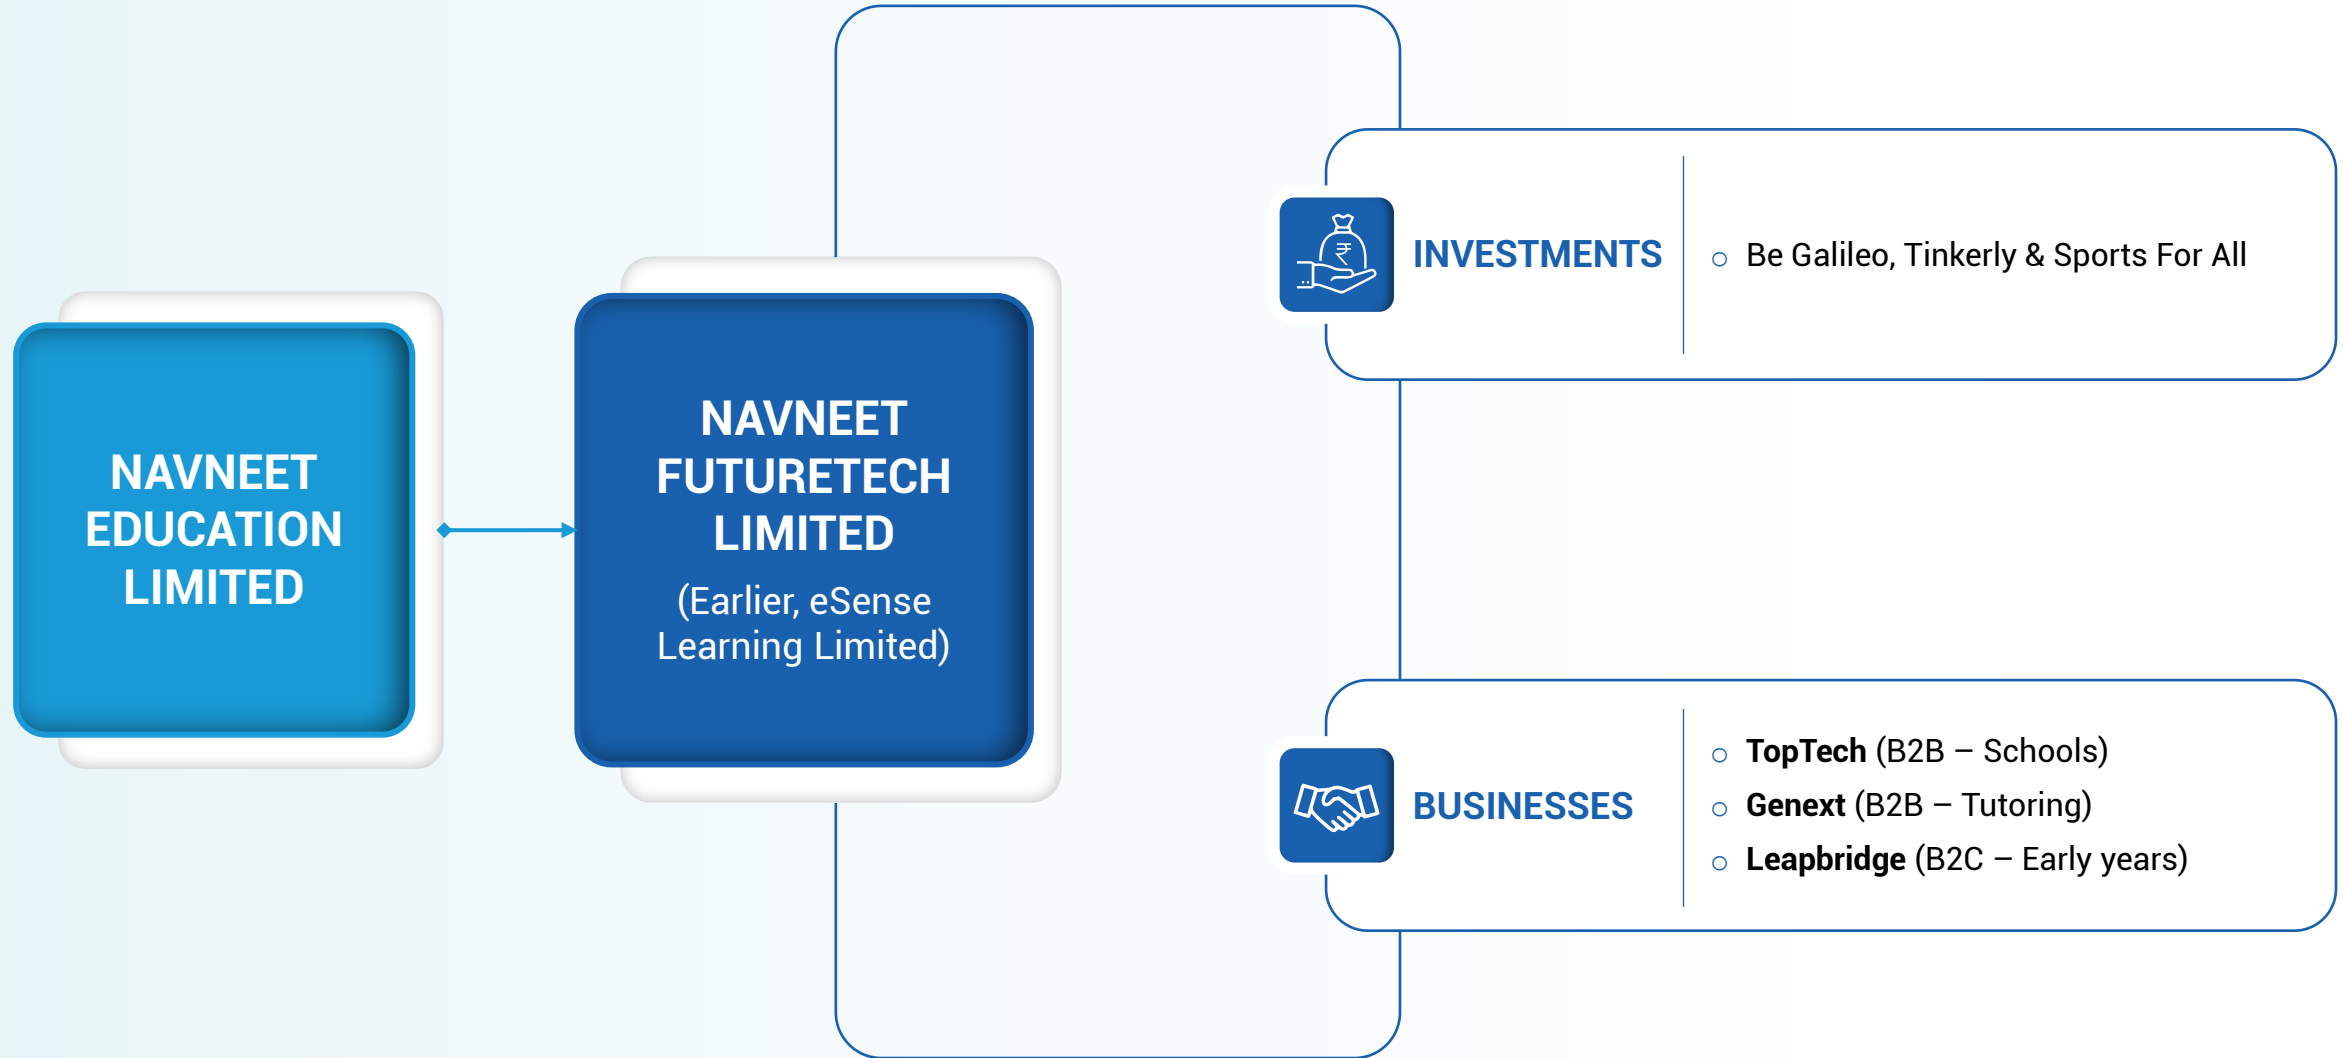 NAVNEET
EDUCATION
LIMITED
NAVNEET
FUTURETECH
LIMITED
(Earlier, eSense
Learning Limited)
₹
INVESTMENTS
Be Galileo, Tinkerly & Sports For All
BUSINESSES
TopTech (B2B – Schools)
Genext (B2B – Tutoring)
Leapbridge (B2C – Early years)